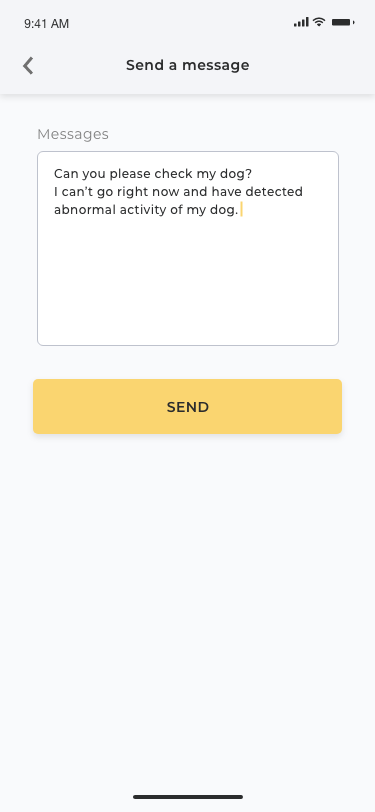 9:41 AM
Send a message
Messages
Can you please check my dog?
I can’t go right now and have detected
abnormal activity of my dog.
SEND